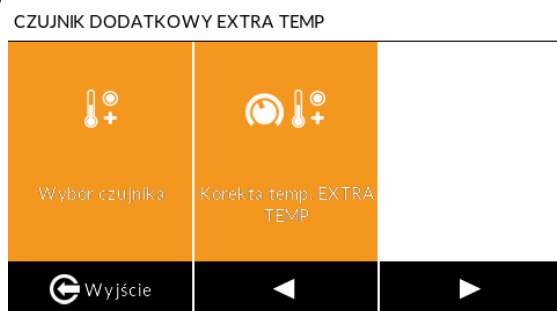 CZUJNIK DODATKOWY EXTRA TEMP
Wybór czujnika
Korekta temp. EXTRA
TEMP
Wyjście